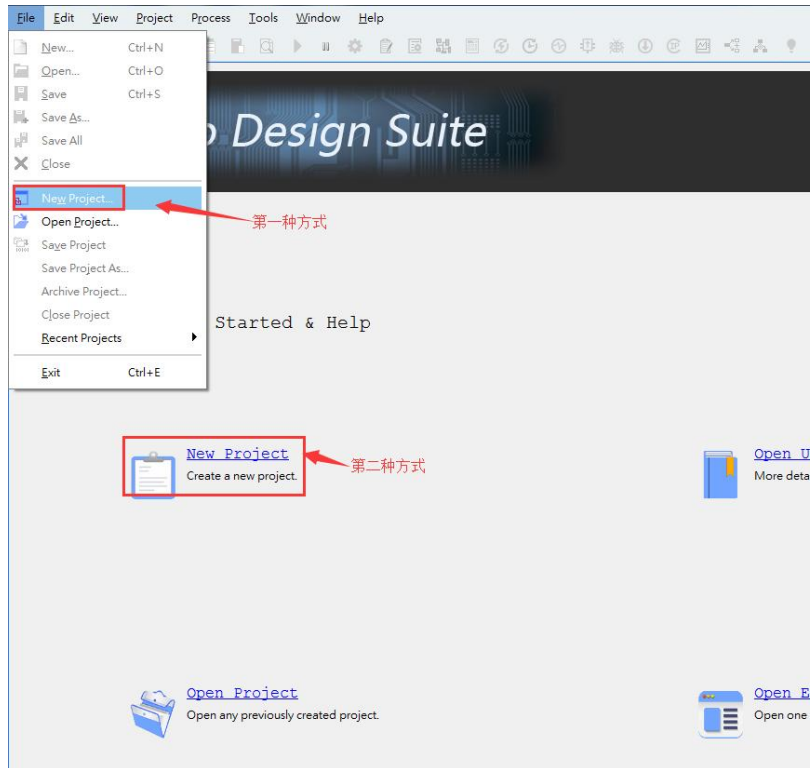 File Edit View Project Process Tools Window Help
New... Ctrl+N
Open... Ctrl+O
Save Ctrl+S
Save As...
Save All
Close
Design Suite
New Project...
第一种方式
Open Project...
Save Project
Save Project As...
Archive Project...
Close Project
Started & Help
Recent Projects
Exit Ctrl+E
New Project
Create a new project.
第二种方式
Open U
More deta
Open Project
Open any previously created project.
Open E
Open one